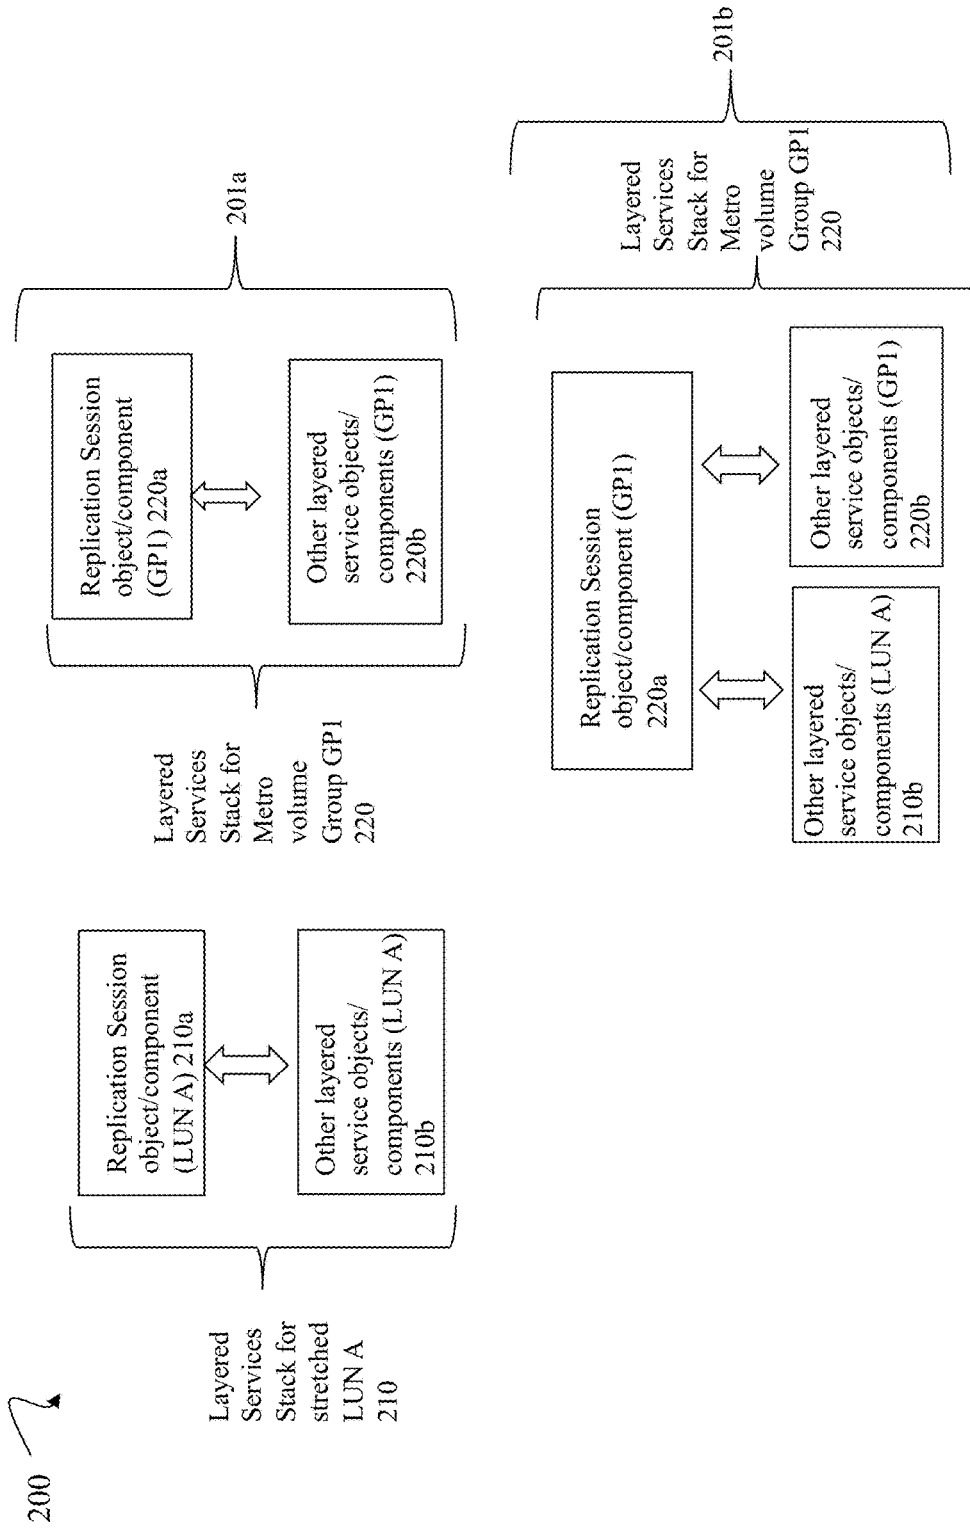 200
Layered
Services
Stack for
stretched
LUN A
210
Replication Session
object/component
(LUN A) 210a
Other layered
service objects/
components (LUN A)
210b
Layered
Services
Stack for
Metro
volume
Group GP1
220
Replication Session
object/component
(GP1) 220a
Other layered
service objects/
components (GP1)
220b
201a
Replication Session
object/component (GP1)
220a
Other layered
service objects/
components (LUN A)
210b
Other layered
service objects/
components (GP1)
220b
Layered
Services
Stack for
Metro
volume
Group GP1
220
201b